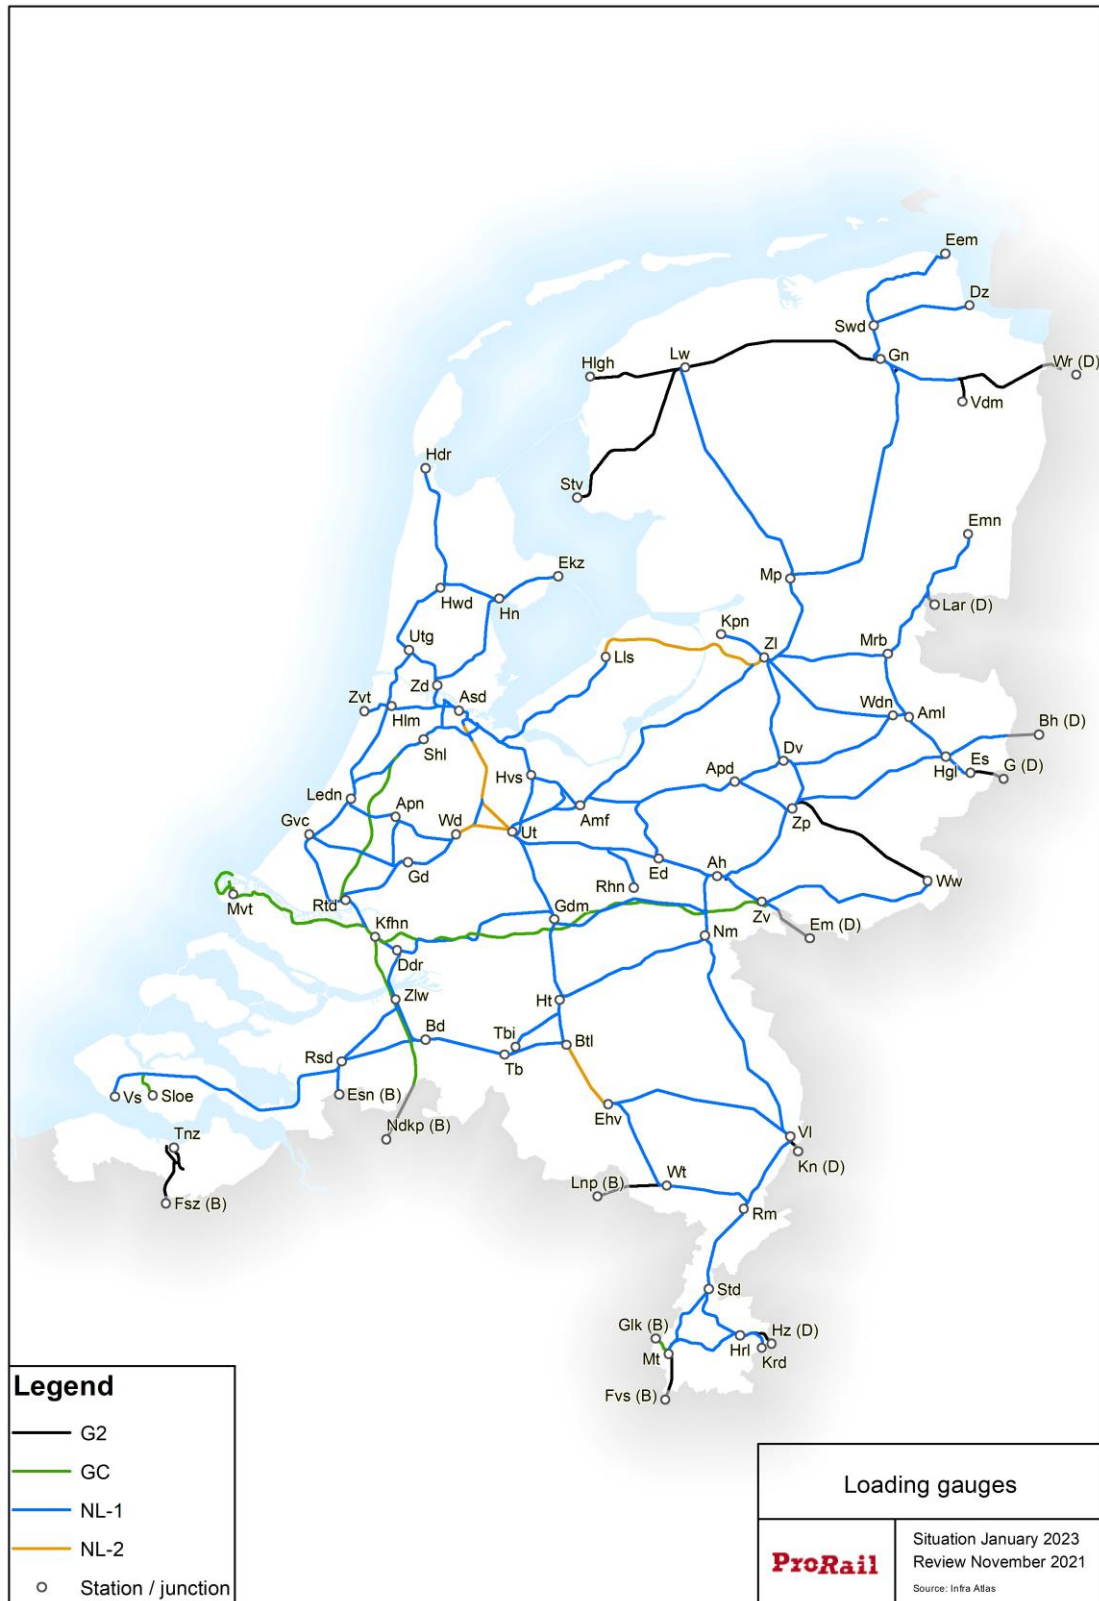 Eem
Dz
Swd
Gn
Lw
Hlgh
Wr (D)
Vdm
Hdr
Stv
Emn
Ekz
Mp
Hwd
Hn
Lar (D)
Kpn
Utg
Zl
Mrb
Lls
Zd
Zvt
Hlm
Asd
Wdn
Aml
Bh (D)
Shl
Dv
Hgl
Es
G (D)
Hvs
Apd
Ledn
Apn
Amf
Zp
Gvc
Wd
Ut
Gd
Ed
Ah
Ww
Rhn
Mvt
Rtd
Zv
Kfhn
Gdm
Em (D)
Nm
Ddr
Zlw
Ht
Bd
Tbi
Btl
Rsd
Tb
Vs
Sloe
Esn (B)
Ehv
Ndkp (B)
Tnz
Vl
Kn (D)
Wt
Lnp (B)
Fsz (B)
Rm
Std
Glk (B)
Hz (D)
Mt
Hrl
Krd
Fvs (B)
Legend
G2
GC
NL-1
NL-2
Station / junction
Loading gauges
ProRail
Situation January 2023
Review November 2021
Source: Infra Atlas